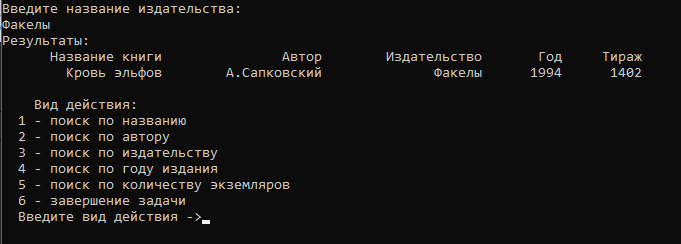 Введите название издательства:
Факелы
Результаты:
Название книги Автор Издательство Год Тираж
Кровь эльфов А.Сапковский Факелы 1994 1402
Вид действия:
1 - поиск по названию
2 - поиск по автору
3 - поиск по издательству
4 - поиск по году издания
5 - поиск по количеству экземляров
6 - завершение задачи
Введите вид действия ->